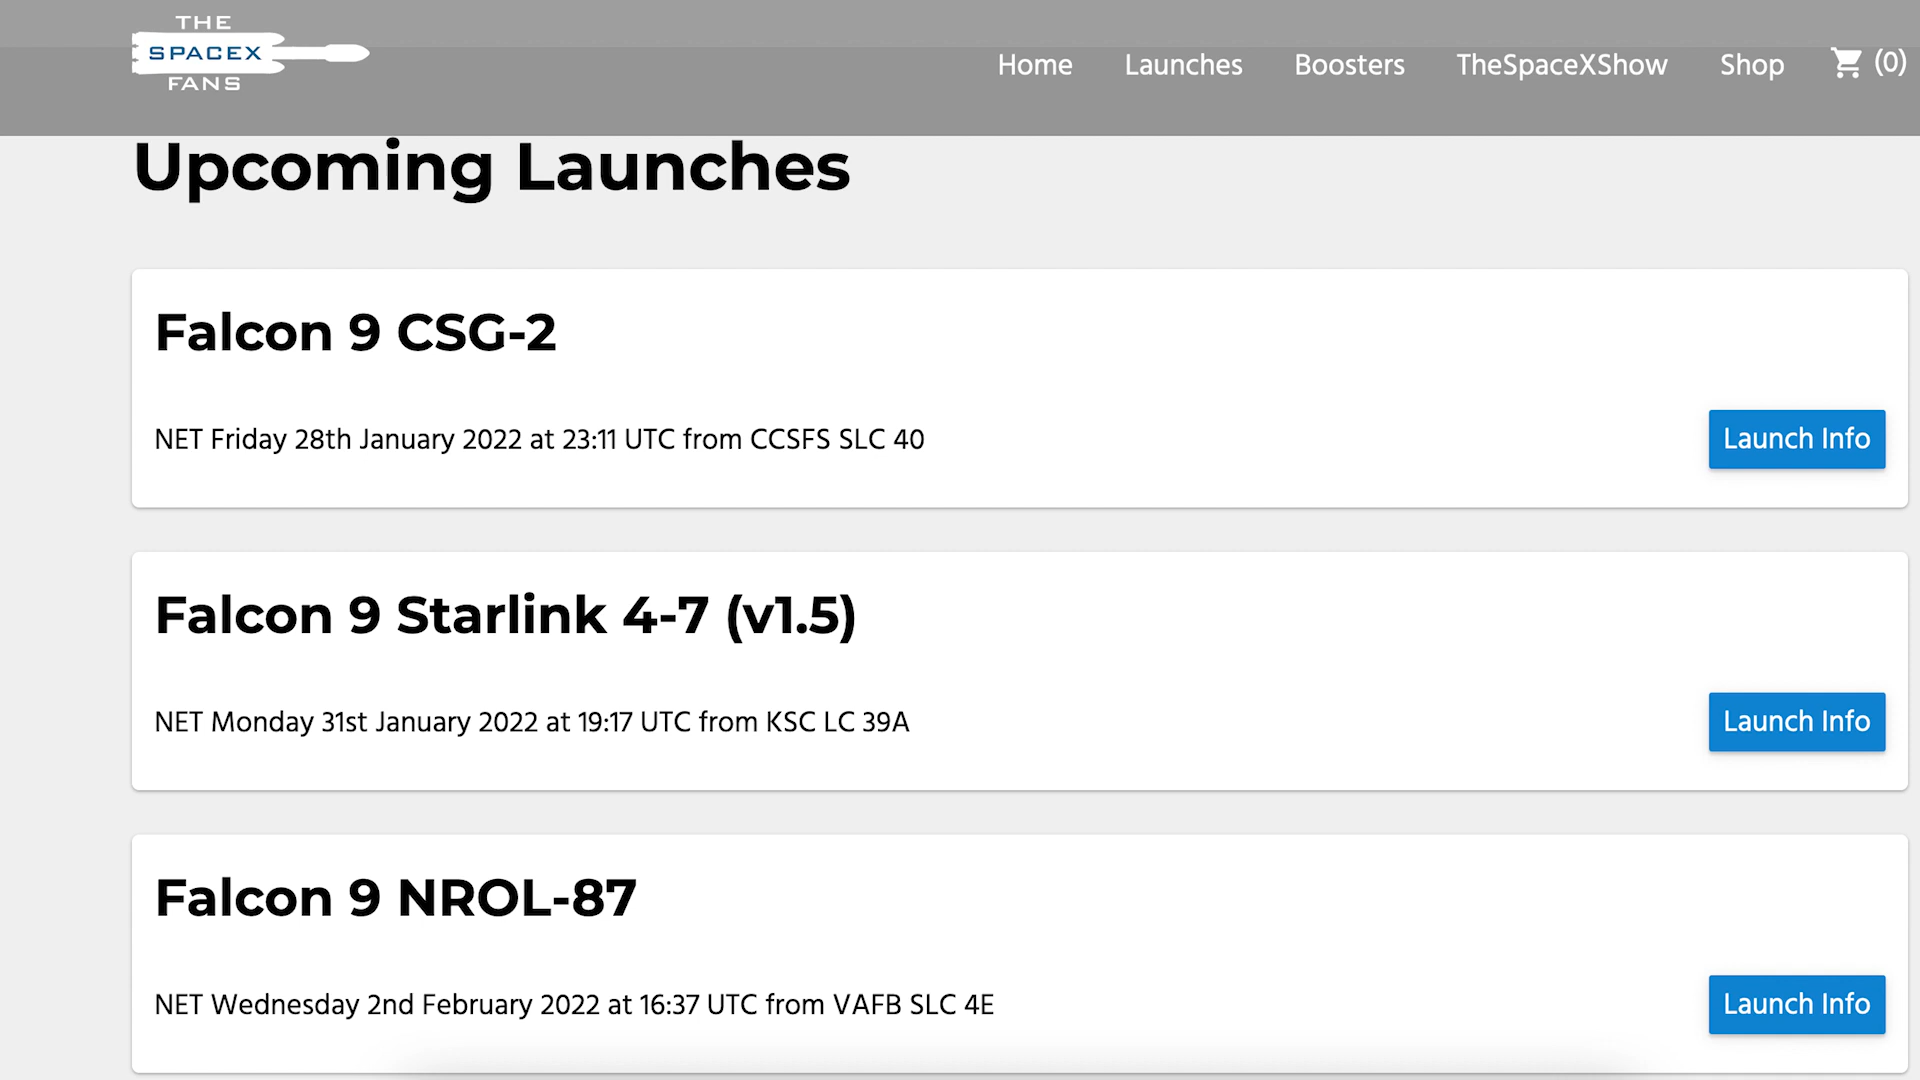 THE
SPACEX
FANS
Home Launches Boosters TheSpaceXShow Shop (0)
Upcoming Launches
Falcon 9 CSG-2
NET Friday 28th January 2022 at 23:11 UTC from CCSFS SLC 40
Launch Info
Falcon 9 Starlink 4-7 (v1.5)
NET Monday 31st January 2022 at 19:17 UTC from KSC LC 39A
Launch Info
Falcon 9 NROL-87
NET Wednesday 2nd February 2022 at 16:37 UTC from VAFB SLC 4E
Launch Info